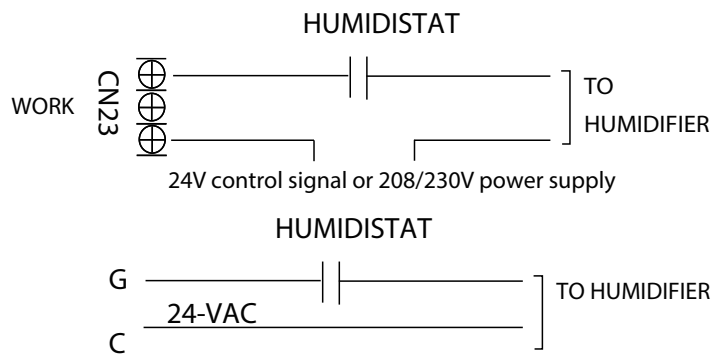 HUMIDISTAT
WORK
CN23
TO
HUMIDIFIER
24V control signal or 208/230V power supply
HUMIDISTAT
G
24-VAC
C
TO HUMIDIFIER